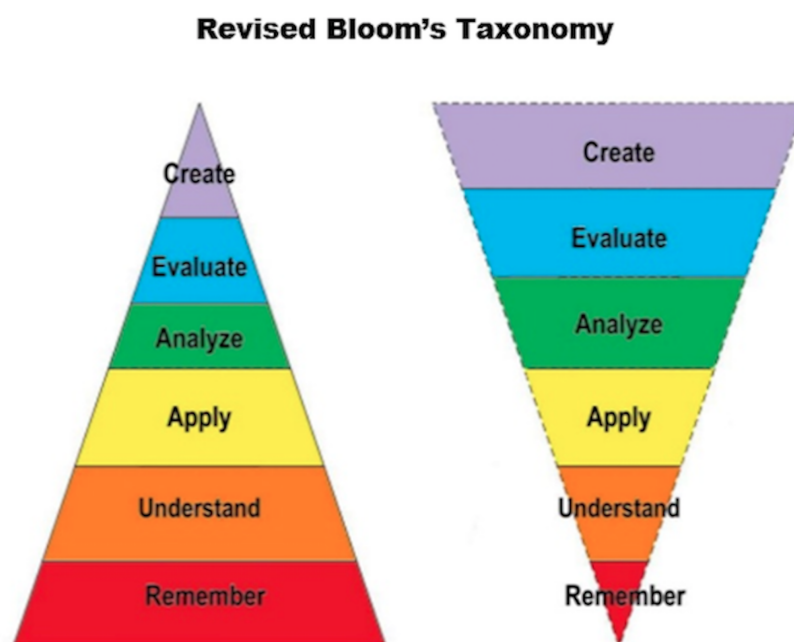 Revised Bloom's Taxonomy
Create
Evaluate
Analyze
Apply
Understand
Remember
Create
Evaluate
Analyze
Apply
Understand
Remember